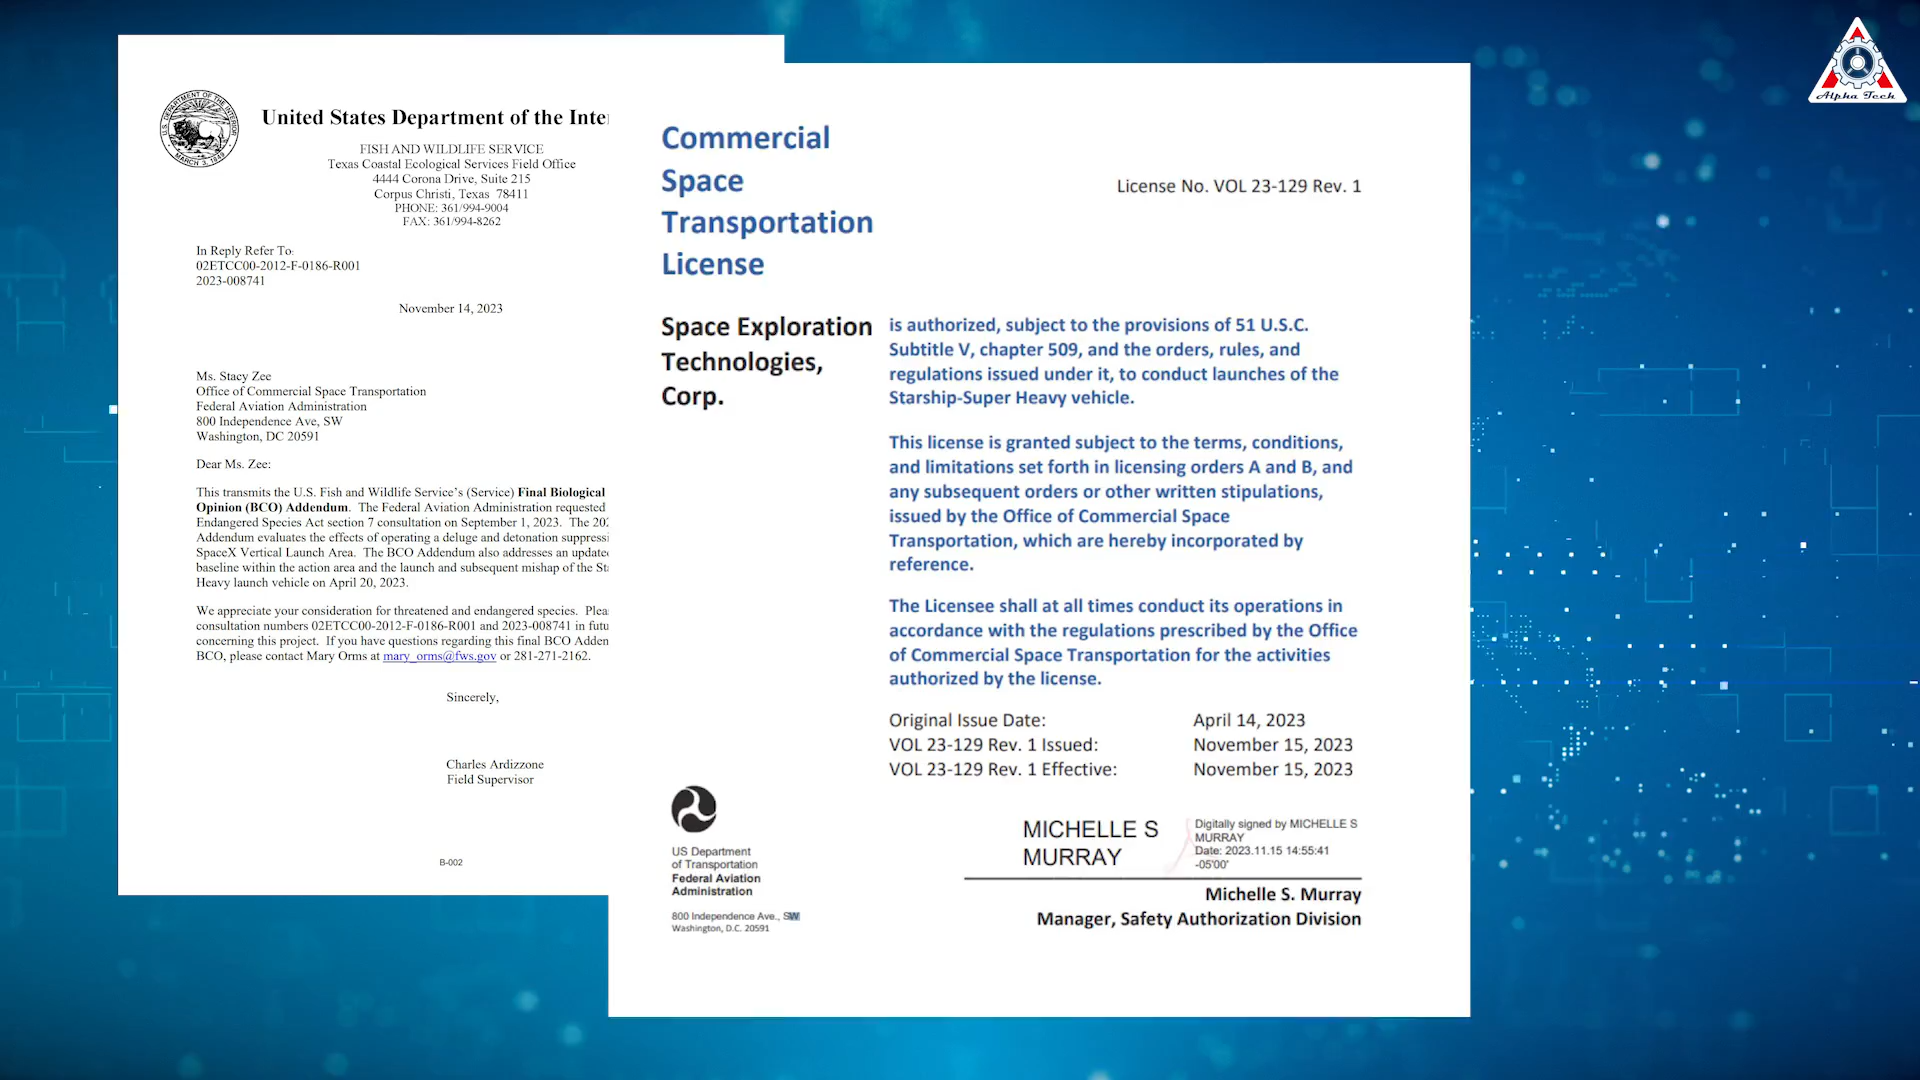 United States Department of the Inte
FISH AND WILDLIFE SERVICE
Texas Coastal Ecological Services Field Office
4444 Corona Drive, Suite 215
Corpus Christi, Texas 78411
PHONE: 361/994-9004
FAX: 361/994-8262
In Reply Refer To:
02ETCC00-2012-F-0186-R001
2023-008741
November 14, 2023
Ms. Stacy Zee
Office of Commercial Space Transportation
Federal Aviation Administration
800 Independence Ave, SW
Washington, DC 20591
Dear Ms. Zee:
This transmits the U.S. Fish and Wildlife Service's (Service) Final Biological
Opinion (BCO) Addendum. The Federal Aviation Administration requested
Endangered Species Act section 7 consultation on September 1, 2023. The 202
Addendum evaluates the effects of operating a deluge and detonation suppressi
SpaceX Vertical Launch Area. The BCO Addendum also addresses an update
baseline within the action area and the launch and subsequent mishap of the Sta
Heavy launch vehicle on April 20, 2023.
We appreciate your consideration for threatened and endangered species. Plea
consultation numbers 02ETCC00-2012-F-0186-R001 and 2023-008741 in futu
concerning this project. If you have questions regarding this final BCO Adden
BCO, please contact Mary Orms at mary_orms@fws.gov or 281-271-2162.
Sincerely,
Charles Ardizzone
Field Supervisor
B-002
U.S. DEPARTMENT OF THE INTERIOR
MARCH 3, 1849
Commercial
Space
Transportation
License
License No. VOL 23-129 Rev. 1
Space Exploration
Technologies,
Corp.
is authorized, subject to the provisions of 51 U.S.C.
Subtitle V, chapter 509, and the orders, rules, and
regulations issued under it, to conduct launches of the
Starship-Super Heavy vehicle.
This license is granted subject to the terms, conditions,
and limitations set forth in licensing orders A and B, and
any subsequent orders or other written stipulations,
issued by the Office of Commercial Space
Transportation, which are hereby incorporated by
reference.
The Licensee shall at all times conduct its operations in
accordance with the regulations prescribed by the Office
of Commercial Space Transportation for the activities
authorized by the license.
Original Issue Date: April 14, 2023
VOL 23-129 Rev. 1 Issued: November 15, 2023
VOL 23-129 Rev. 1 Effective: November 15, 2023
US Department
of Transportation
Federal Aviation
Administration
800 Independence Ave., SW
Washington, D.C. 20591
MICHELLE S
MURRAY
Digitally signed by MICHELLE S
MURRAY
Date: 2023.11.15 14:55:41
-05'00'
Michelle S. Murray
Manager, Safety Authorization Division
Alpha Tech